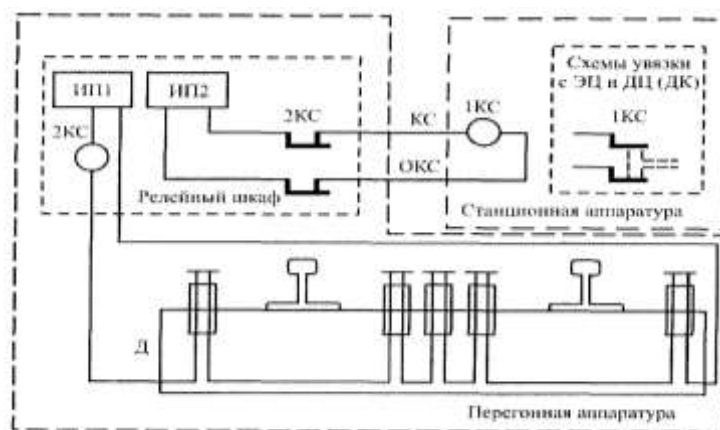 Схемы увязки
с ЭЦ и ДЦ (ДК)
ИП1
ИП2
2КС
2КС
КС
1КС
1КС
ОКС
Релейный шкаф
Станционная аппаратура
Д
Перегонная аппаратура